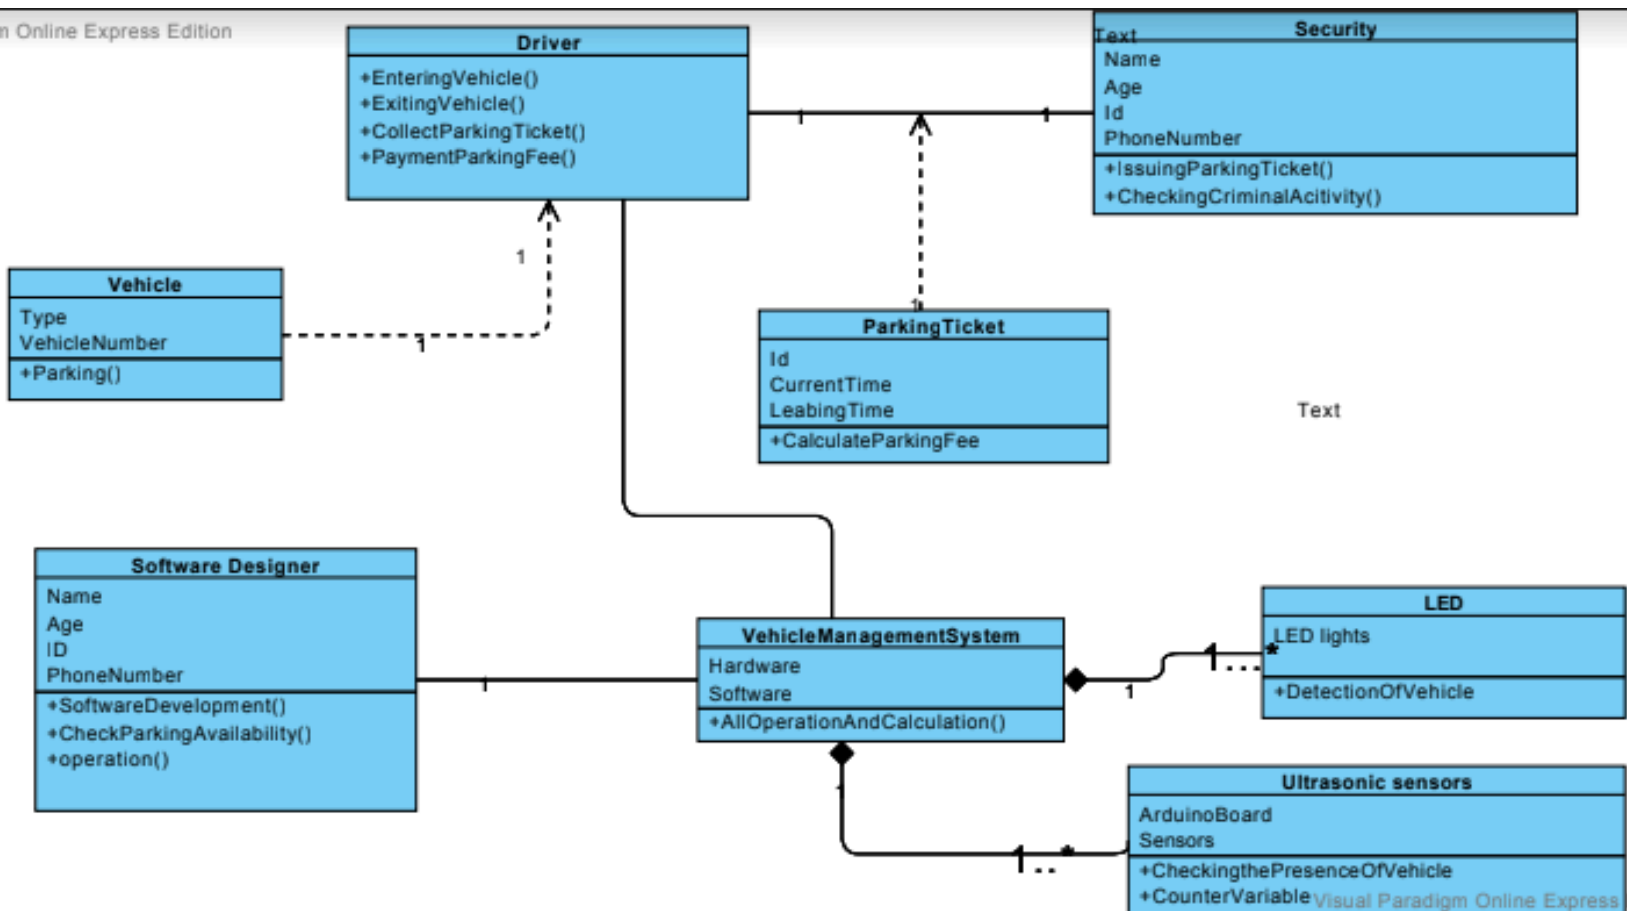 m Online Express Edition
Driver
+EnteringVehicle()
+ExitingVehicle()
+CollectParkingTicket()
+PaymentParkingFee()
1
1
Security
Text
Name
Age
Id
PhoneNumber
+IssuingParkingTicket()
+CheckingCriminalAcitivity()
1
1
Vehicle
Type
VehicleNumber
+Parking()
1
ParkingTicket
Id
CurrentTime
LeabingTime
+CalculateParkingFee
Text
Software Designer
Name
Age
ID
PhoneNumber
+SoftwareDevelopment()
+CheckParkingAvailability()
+operation()
1
VehicleManagementSystem
Hardware
Software
+AllOperationAndCalculation()
1
1....*
LED
LED lights
+DetectionOfVehicle
1
1..*
Ultrasonic sensors
ArduinoBoard
Sensors
+CheckingthePresenceOfVehicle
+CounterVariable
Visual Paradigm Online Express